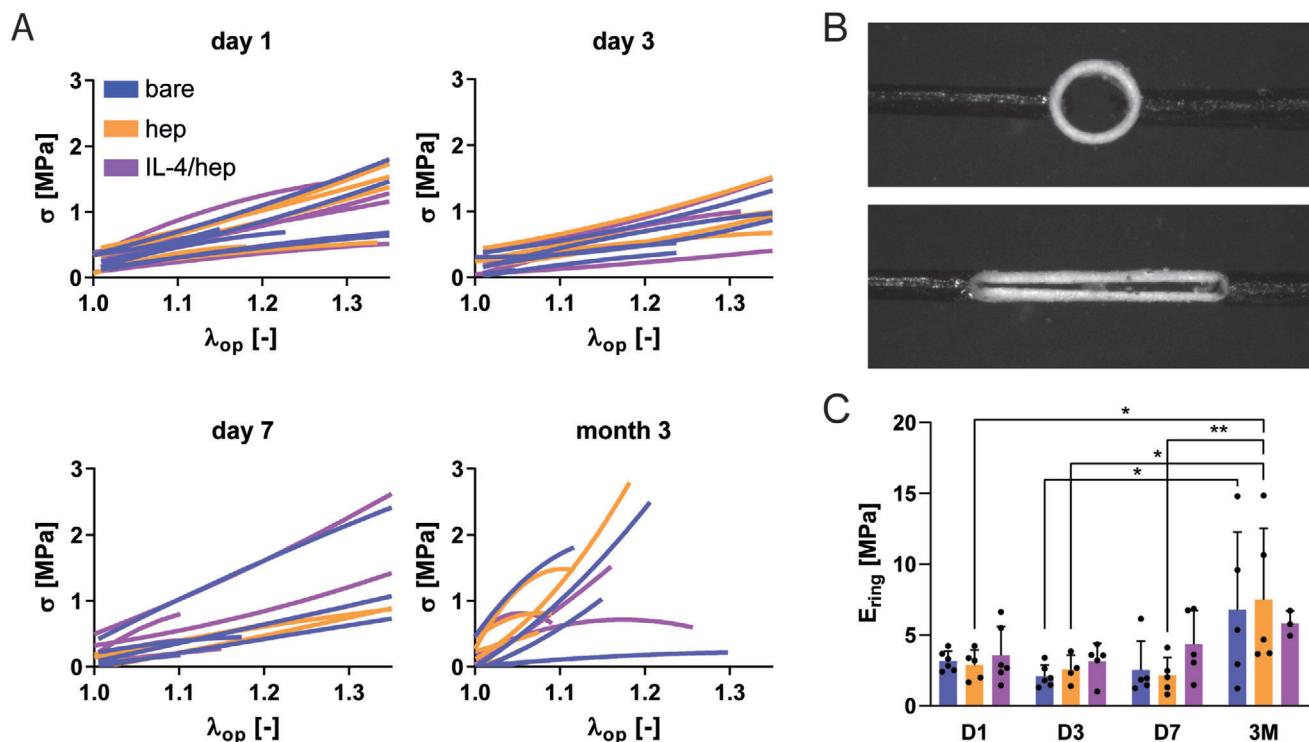 A
day 1
3
2
1
0
σ [MPa]
bare
hep
IL-4/hep
1.0 1.1 1.2 1.3
λop [-]
day 3
3
2
1
0
σ [MPa]
1.0 1.1 1.2 1.3
λop [-]
day 7
3
2
1
0
σ [MPa]
1.0 1.1 1.2 1.3
λop [-]
month 3
3
2
1
0
σ [MPa]
1.0 1.1 1.2 1.3
λop [-]
B
C
20
15
10
5
0
Ering [MPa]
*
**
*
*
D1 D3 D7 3M